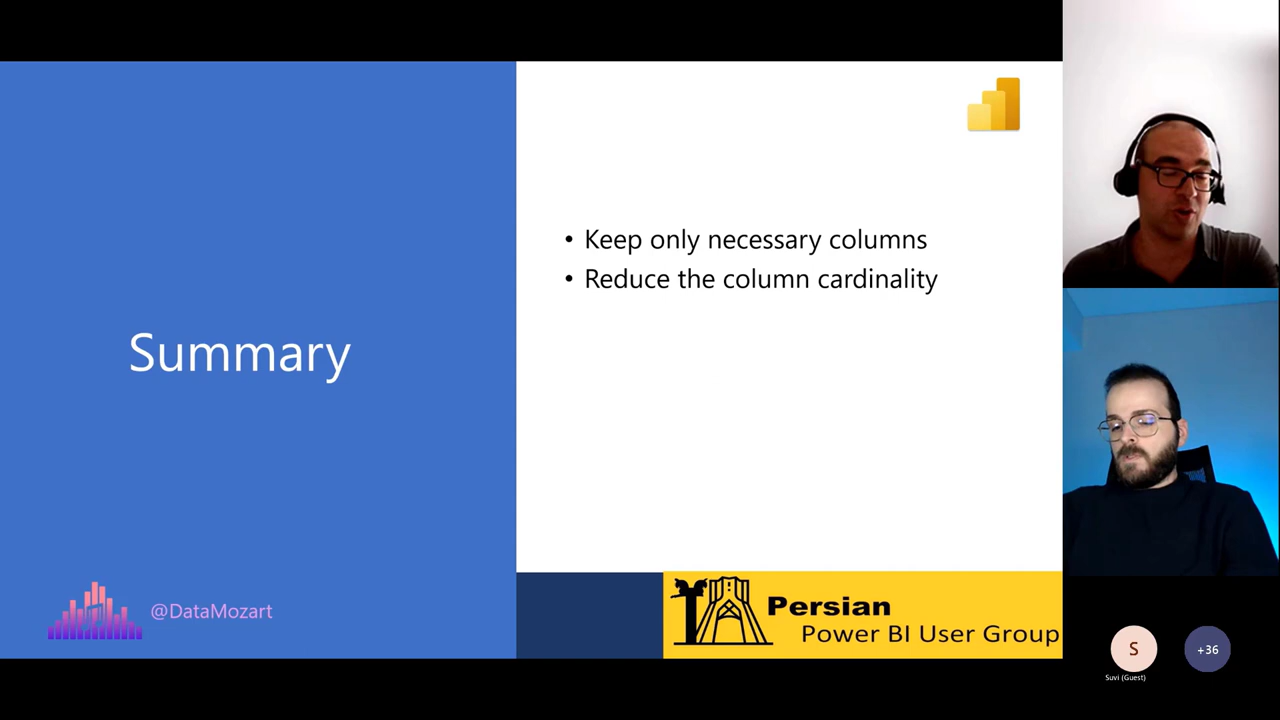 • Keep only necessary columns
• Reduce the column cardinality
Summary
@DataMozart
Persian
Power BI User Group
S
+36
Suvi (Guest)